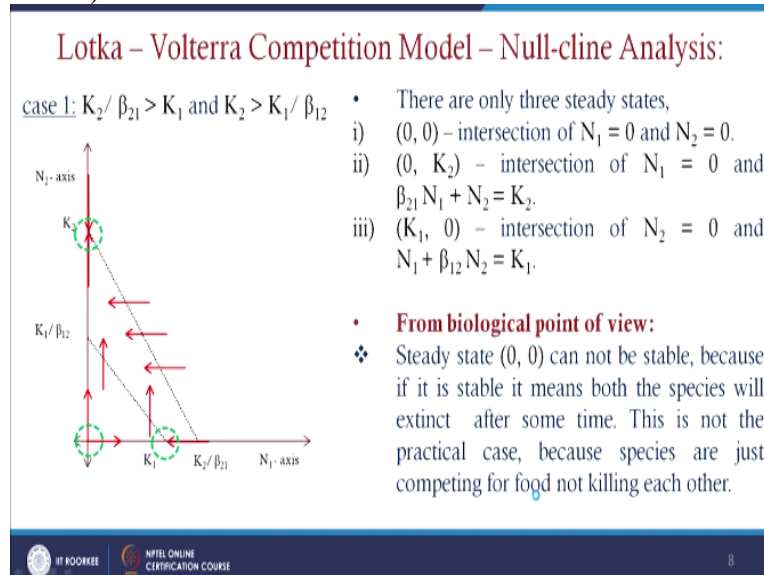 Lotka – Volterra Competition Model – Null-cline Analysis:
case 1: K₂/ β₂₁ > K₁ and K₂ > K₁/ β₁₂
N₂- axis
K₂
K₁/ β₁₂
K₁
K₂/ β₂₁
N₁- axis
• There are only three steady states,
i) (0, 0) – intersection of N₁ = 0 and N₂ = 0.
ii) (0, K₂) – intersection of N₁ = 0 and
β₂₁ N₁ + N₂ = K₂.
iii) (K₁, 0) – intersection of N₂ = 0 and
N₁ + β₁₂ N₂ = K₁.
• From biological point of view:
❖ Steady state (0, 0) can not be stable, because
if it is stable it means both the species will
extinct after some time. This is not the
practical case, because species are just
competing for food not killing each other.
IIT ROORKEE
NPTEL ONLINE
CERTIFICATION COURSE
8